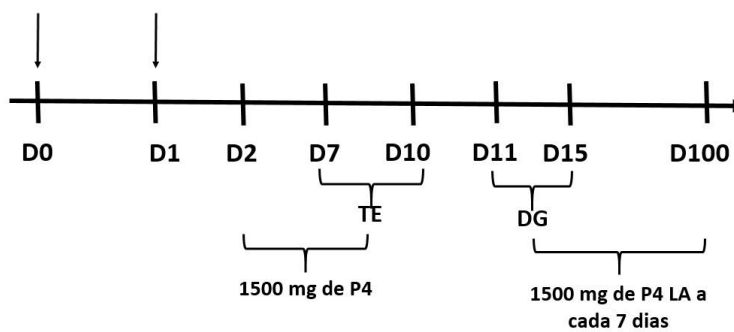 D0 D1 D2 D7 D10 D11 D15 D100
TE DG
1500 mg de P4
1500 mg de P4 LA a
cada 7 dias